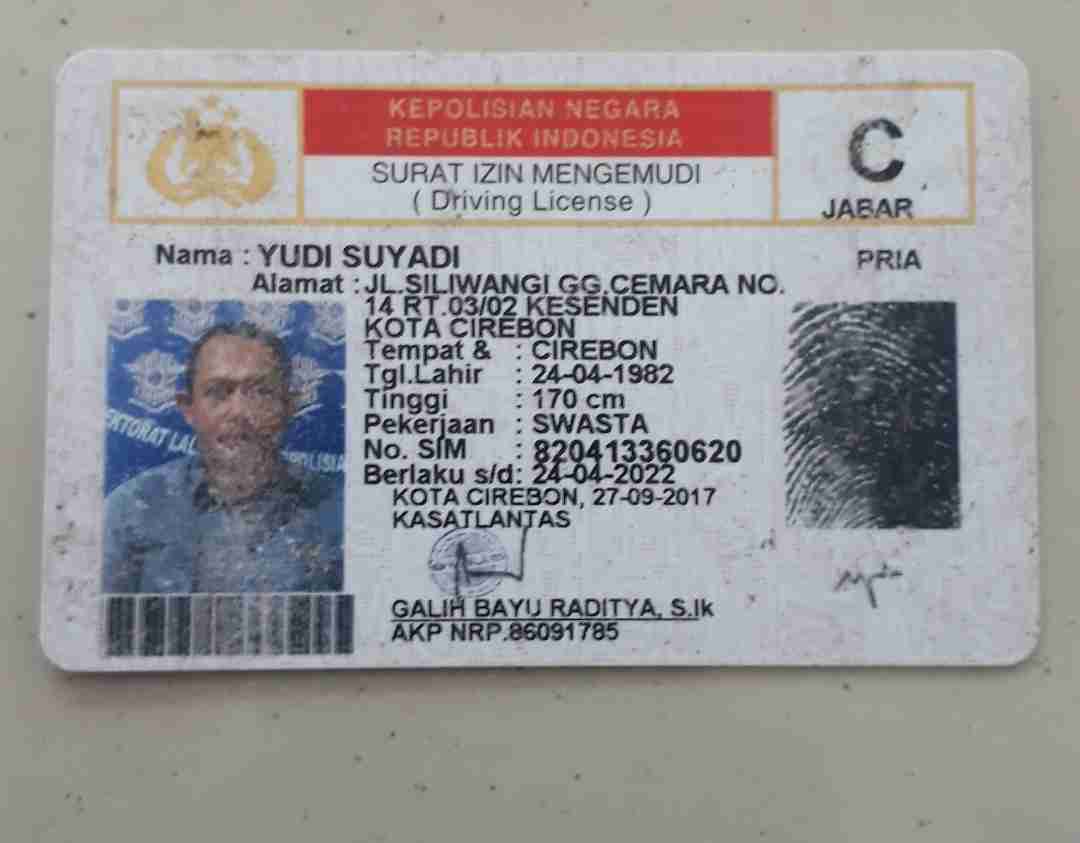 KEPOLISIAN NEGARA
REPUBLIK INDONESIA
SURAT IZIN MENGEMUDI
( Driving License )
C
JABAR
Nama : YUDI SUYADI
PRIA
Alamat : JL.SILIWANGI GG.CEMARA NO.
14 RT.03/02 KESENDEN
KOTA CIREBON
Tempat & : CIREBON
Tgl.Lahir : 24-04-1982
Tinggi : 170 cm
Pekerjaan : SWASTA
No. SIM : 820413360620
Berlaku s/d: 24-04-2022
KOTA CIREBON, 27-09-2017
KASATLANTAS
GALIH BAYU RADITYA, S.Ik
AKP NRP.86091785